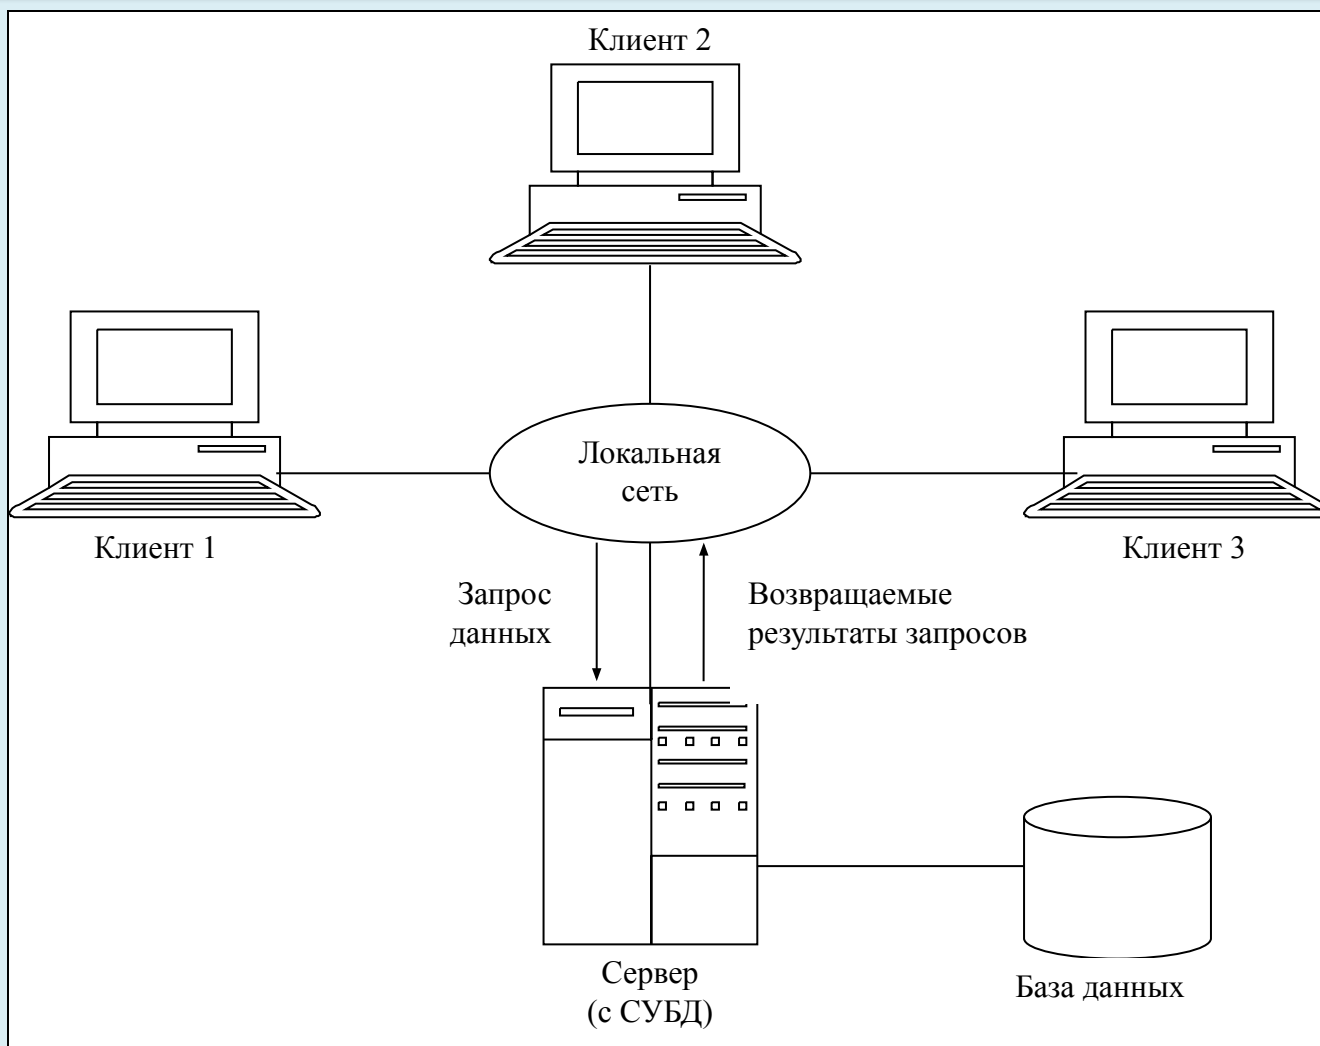 Клиент 2
Локальная
сеть
Клиент 1
Клиент 3
Запрос
данных
Возвращаемые
результаты запросов
Сервер
(с СУБД)
База данных